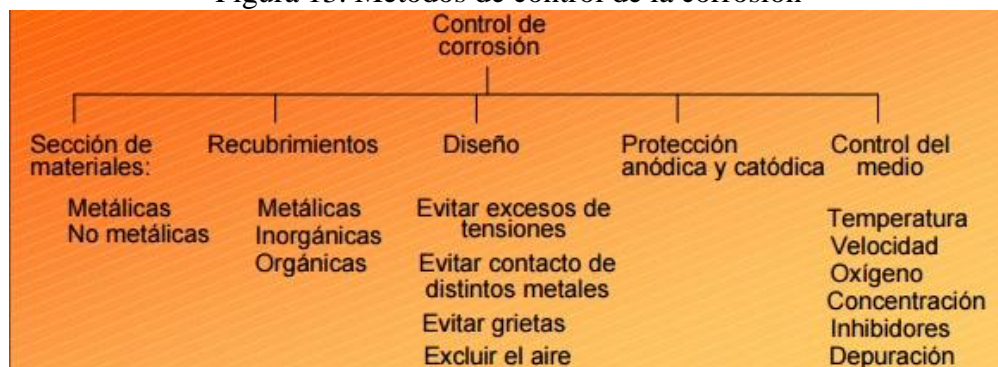 Figura 13. Métodos de control de la corrosión
Control de
corrosión
Sección de
materiales:
Metálicas
No metálicas
Recubrimientos
Metálicas
Inorgánicas
Orgánicas
Diseño
Evitar excesos de
tensiones
Evitar contacto de
distintos metales
Evitar grietas
Excluir el aire
Protección
anódica y catódica
Control del
medio
Temperatura
Velocidad
Oxígeno
Concentración
Inhibidores
Depuración